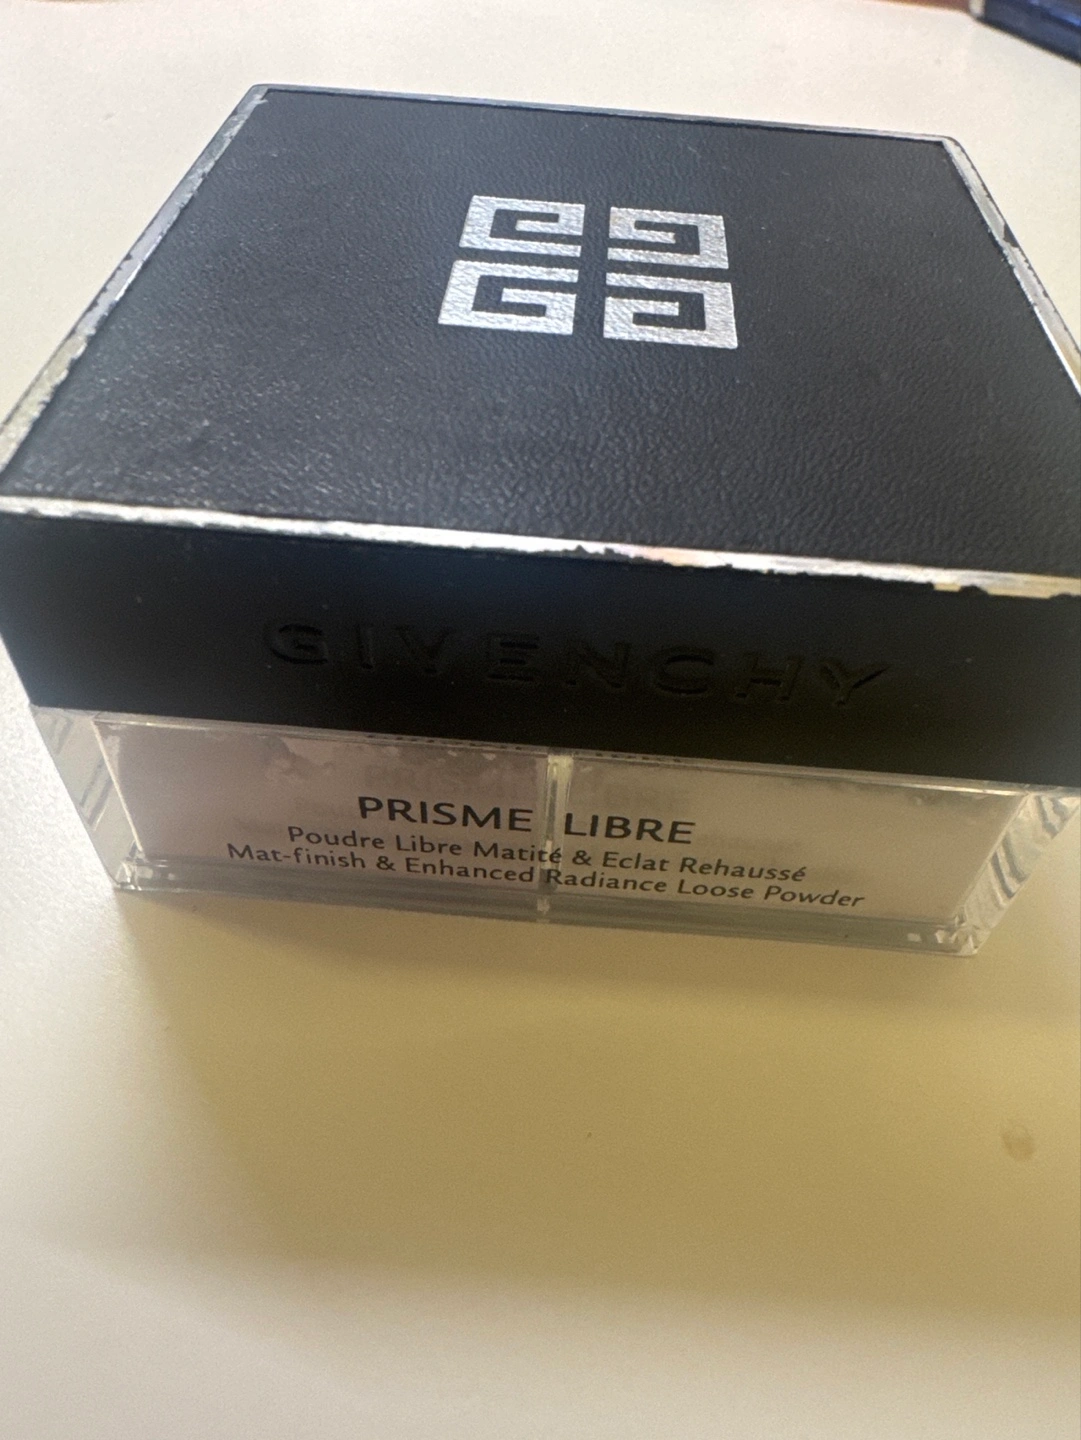 GIVENCHY
PRISME LIBRE
Poudre Libre Matité & Eclat Rehaussé
Mat-finish & Enhanced Radiance Loose Powder